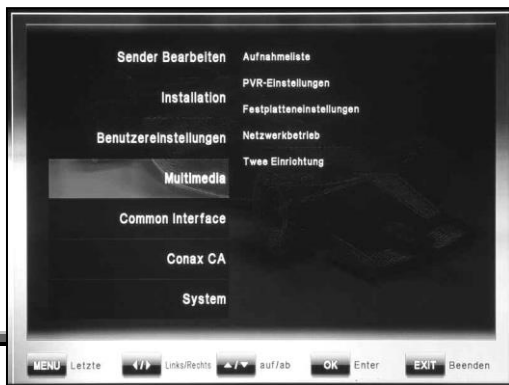 Sender Bearbeiten
Installation
Benutzereinstellungen
Multimedia
Common Interface
Conax CA
System
Aufnahmeliste
PVR-Einstellungen
Festplatteneinstellungen
Netzwerkbetrieb
Twee Einrichtung
MENU Letzte Links/Rechts auf/ab OK Enter EXIT Beenden